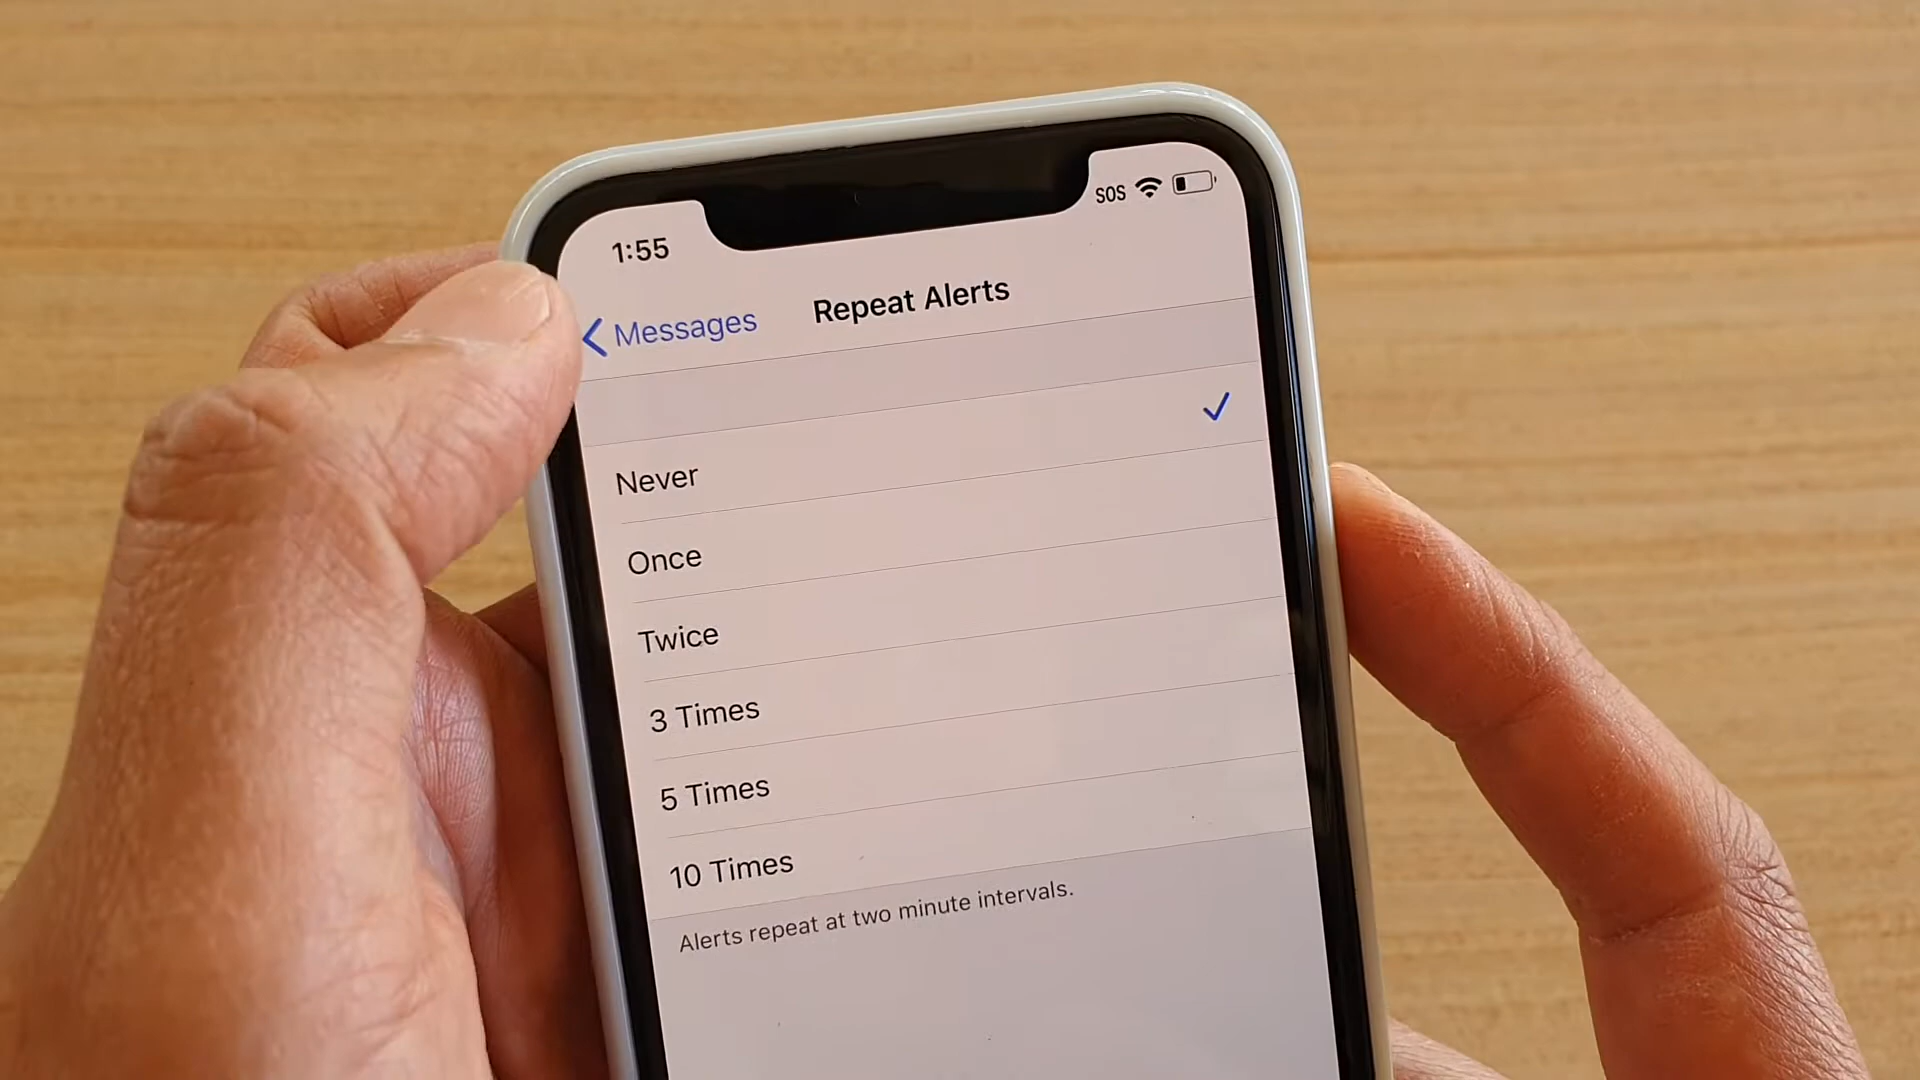 1:55
SOS
Messages
Repeat Alerts
Never
Once
Twice
3 Times
5 Times
10 Times
Alerts repeat at two minute intervals.